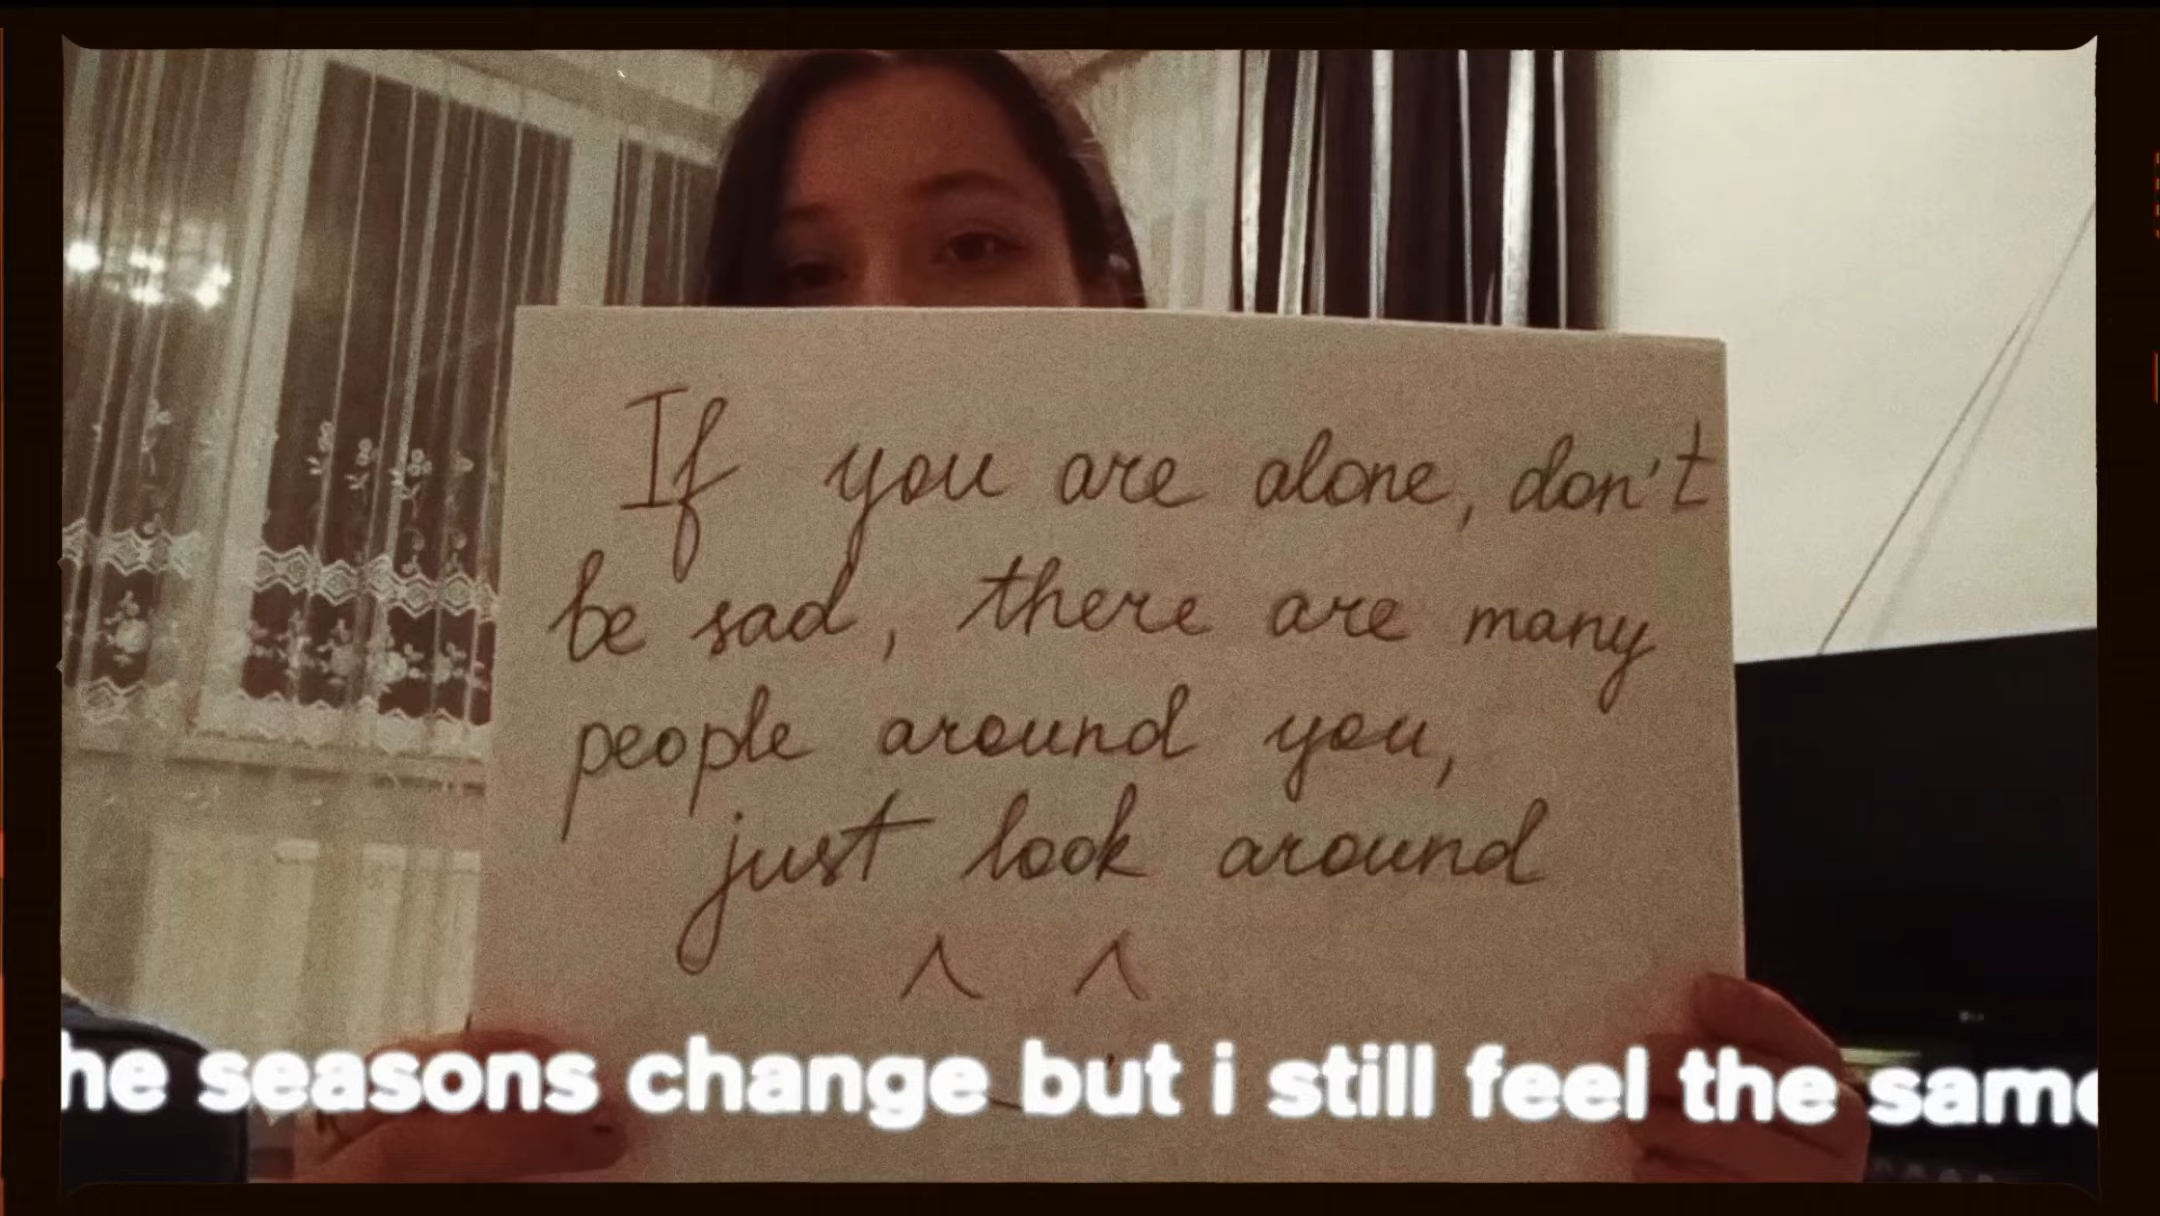 If you are alone, don't
be sad, there are many
people around you,
just look around
^ ^
he seasons change but i still feel the same